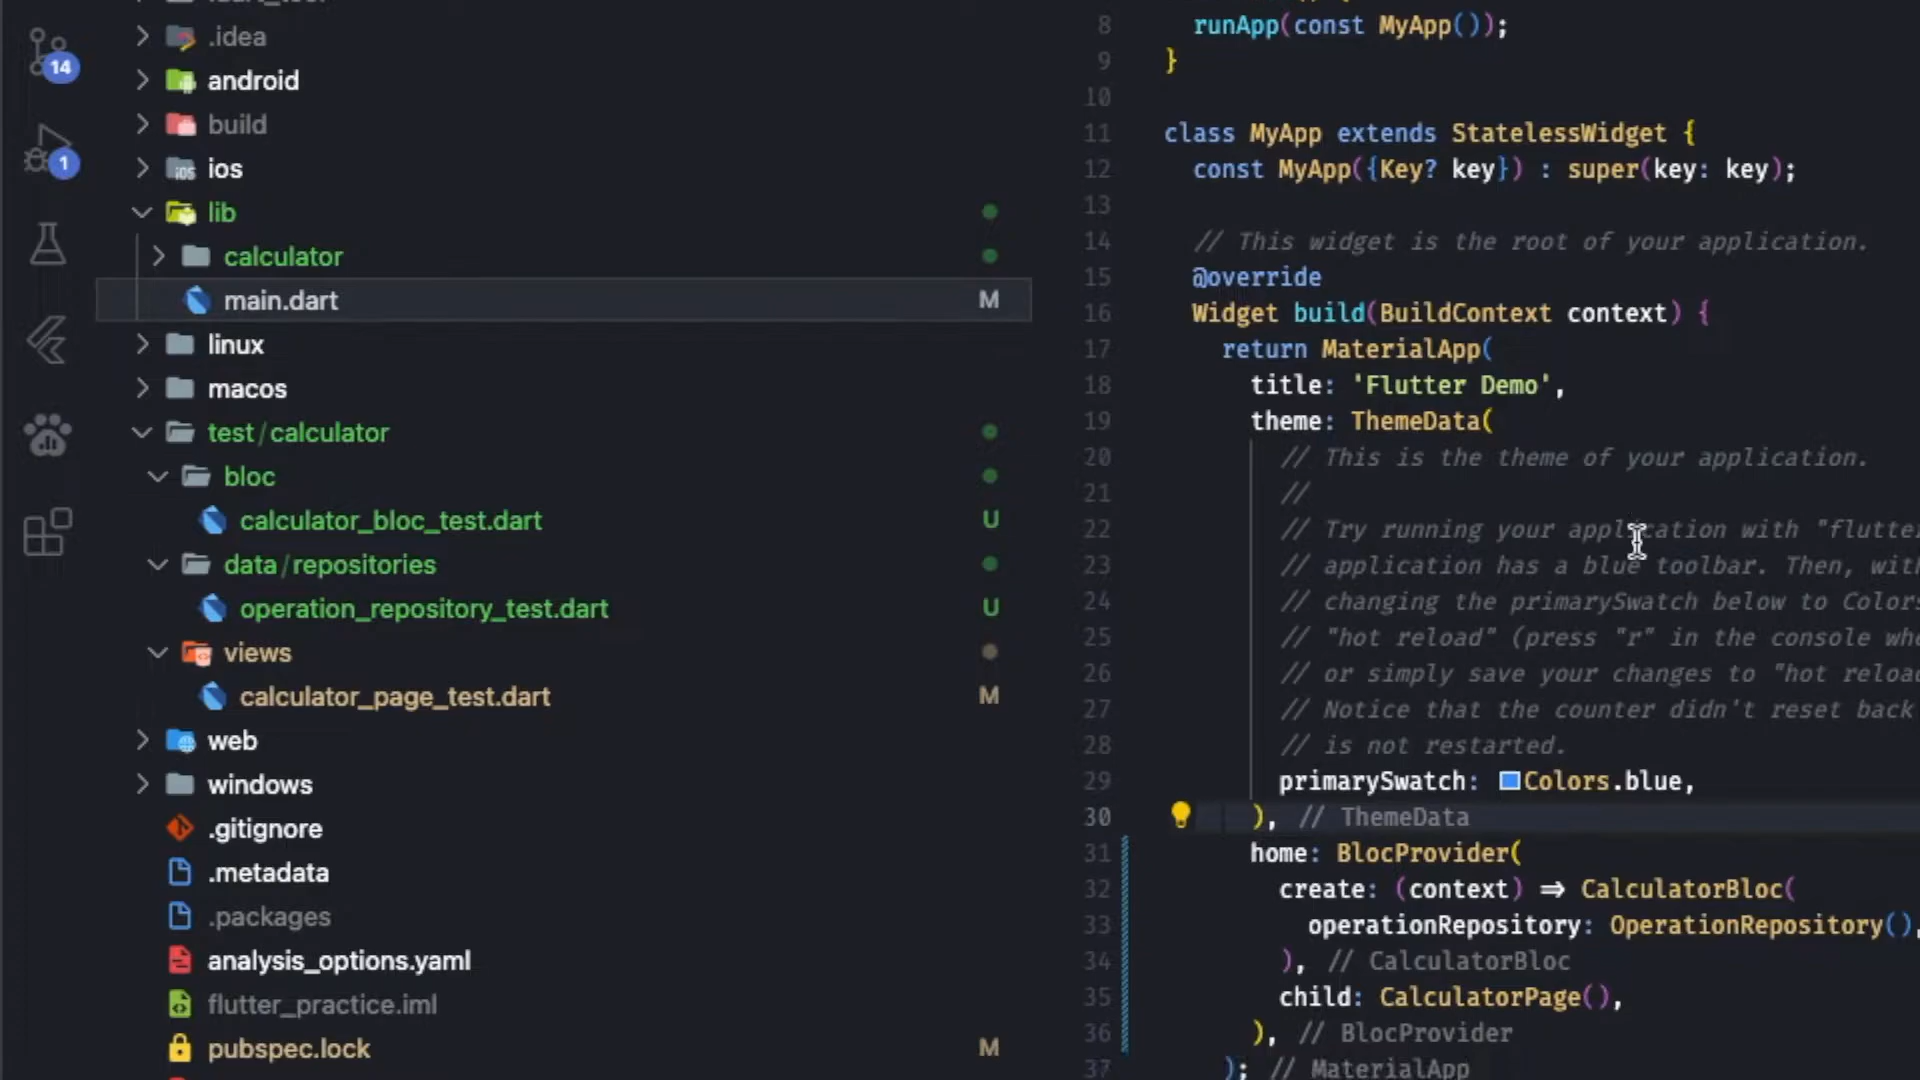 14
1
.idea
android
build
ios
lib
calculator
main.dart M
linux
macos
test/calculator
bloc
calculator_bloc_test.dart U
data/repositories
operation_repository_test.dart U
views
calculator_page_test.dart M
web
windows
.gitignore
.metadata
.packages
analysis_options.yaml
flutter_practice.iml
pubspec.lock M
8 runApp(const MyApp());
9 }
10
11 class MyApp extends StatelessWidget {
12 const MyApp({Key? key}) : super(key: key);
13
14 // This widget is the root of your application.
15 @override
16 Widget build(BuildContext context) {
17 return MaterialApp(
18 title: 'Flutter Demo',
19 theme: ThemeData(
20 // This is the theme of your application.
21 //
22 // Try running your application with "flutter
23 // application has a blue toolbar. Then, with
24 // changing the primarySwatch below to Colors
25 // "hot reload" (press "r" in the console whe
26 // or simply save your changes to "hot reload
27 // Notice that the counter didn't reset back
28 // is not restarted.
29 primarySwatch: Colors.blue,
30 ), // ThemeData
31 home: BlocProvider(
32 create: (context) => CalculatorBloc(
33 operationRepository: OperationRepository(),
34 ), // CalculatorBloc
35 child: CalculatorPage(),
36 ), // BlocProvider
37 ); // MaterialApp